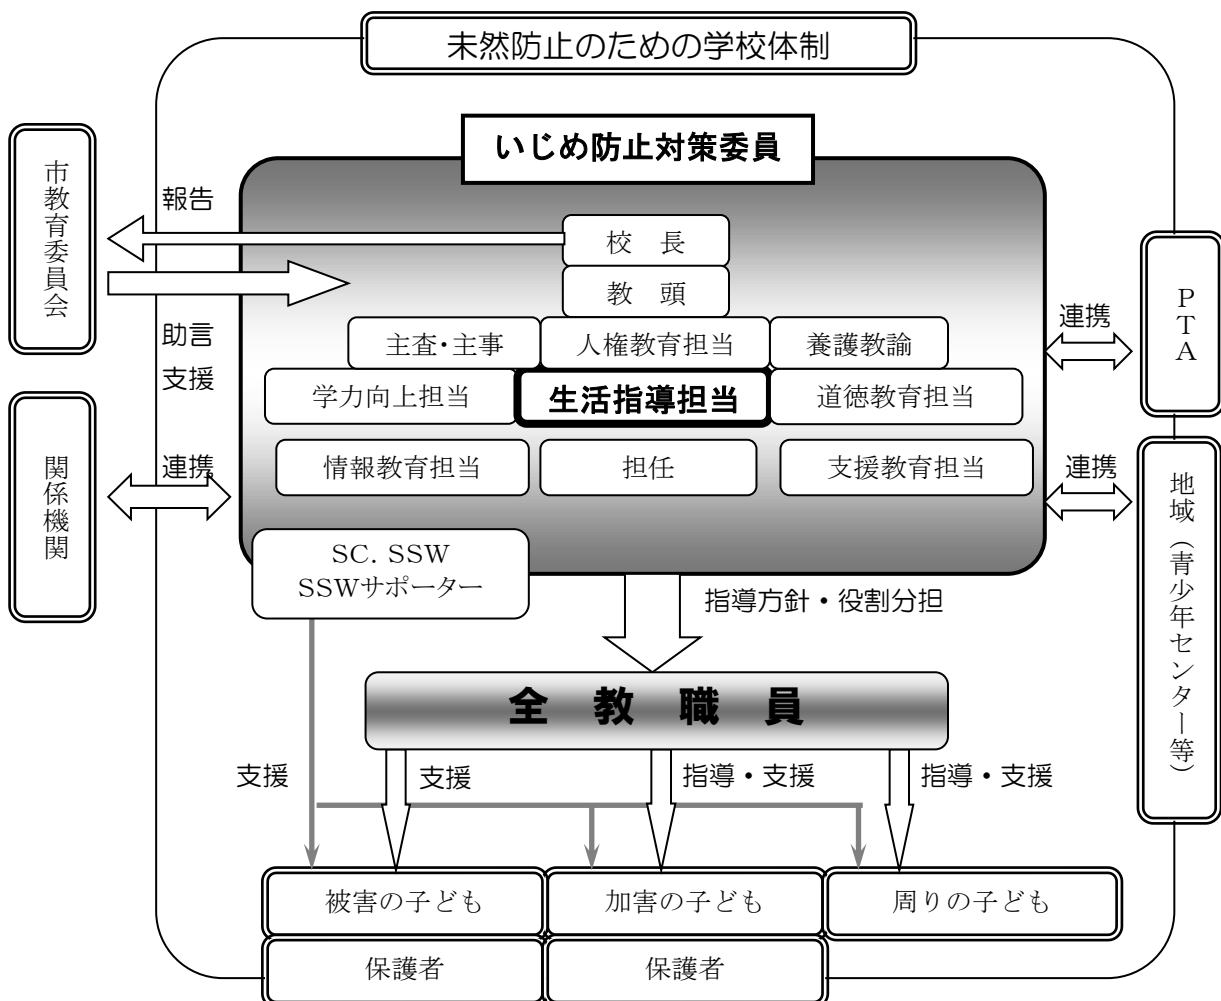 未然防止のための学校体制
いじめ防止対策委員
市教育委員会
報告
校　長
教　頭
助言
支援
主査・主事
人権教育担当
養護教諭
学力向上担当
生活指導担当
道徳教育担当
情報教育担当
担任
支援教育担当
関係機関
連携
連携
PTA
連携
地域（青少年センター等）
SC. SSW
SSWサポーター
指導方針・役割分担
全 教 職 員
支援
支援
指導・支援
指導・支援
被害の子ども
加害の子ども
周りの子ども
保護者
保護者